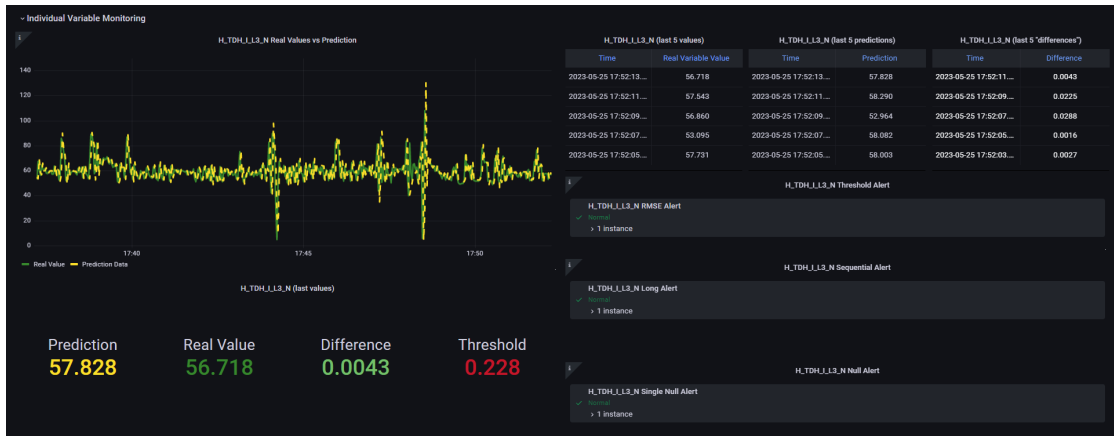 Individual Variable Monitoring
H_TDH_I_L3_N Real Values vs Prediction
140
120
100
80
60
40
20
0
17:40 17:45 17:50
Real Value Prediction Data
H_TDH_I_L3_N (last values)
Prediction Real Value Difference Threshold
57.828 56.718 0.0043 0.228
H_TDH_I_L3_N (last 5 values)
Time Real Variable Value
2023-05-25 17:52:13.... 56.718
2023-05-25 17:52:11.... 57.543
2023-05-25 17:52:09.... 56.860
2023-05-25 17:52:07.... 53.095
2023-05-25 17:52:05.... 57.731
H_TDH_I_L3_N (last 5 predictions)
Time Prediction
2023-05-25 17:52:13.... 57.828
2023-05-25 17:52:11.... 58.290
2023-05-25 17:52:09.... 52.964
2023-05-25 17:52:07.... 58.082
2023-05-25 17:52:05.... 58.003
H_TDH_I_L3_N (last 5 "differences")
Time Difference
2023-05-25 17:52:11.... 0.0043
2023-05-25 17:52:09.... 0.0225
2023-05-25 17:52:07.... 0.0288
2023-05-25 17:52:05.... 0.0016
2023-05-25 17:52:03.... 0.0027
H_TDH_I_L3_N Threshold Alert
H_TDH_I_L3_N RMSE Alert
Normal
> 1 instance
H_TDH_I_L3_N Sequential Alert
H_TDH_I_L3_N Long Alert
Normal
> 1 instance
H_TDH_I_L3_N Null Alert
H_TDH_I_L3_N Single Null Alert
Normal
> 1 instance